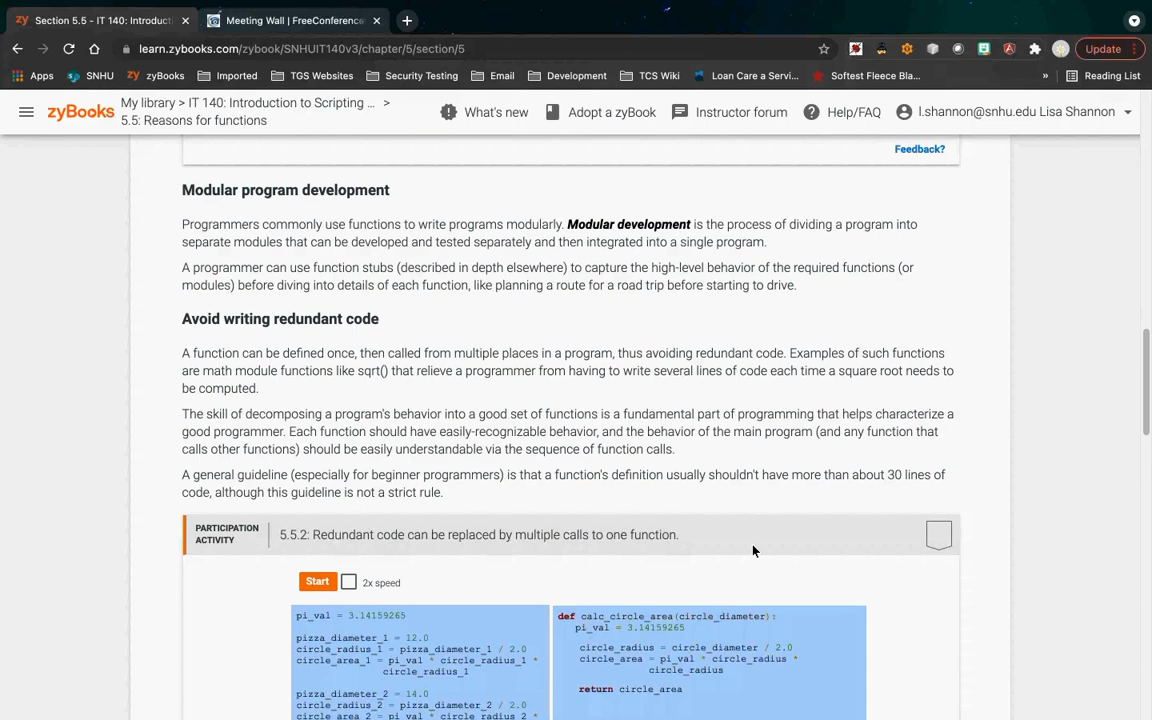 Section 5.5 - IT 140: Introducti
Meeting Wall | FreeConference
learn.zybooks.com/zybook/SNHUIT140v3/chapter/5/section/5
Update
Apps SNHU zyBooks Imported TGS Websites Security Testing Email Development TCS Wiki Loan Care a Servi... Softest Fleece Bla... » Reading List
zyBooks
My library > IT 140: Introduction to Scripting ... >
5.5: Reasons for functions
What's new
Adopt a zyBook
Instructor forum
Help/FAQ
l.shannon@snhu.edu Lisa Shannon
Feedback?
Modular program development
Programmers commonly use functions to write programs modularly. Modular development is the process of dividing a program into
separate modules that can be developed and tested separately and then integrated into a single program.
A programmer can use function stubs (described in depth elsewhere) to capture the high-level behavior of the required functions (or
modules) before diving into details of each function, like planning a route for a road trip before starting to drive.
Avoid writing redundant code
A function can be defined once, then called from multiple places in a program, thus avoiding redundant code. Examples of such functions
are math module functions like sqrt() that relieve a programmer from having to write several lines of code each time a square root needs to
be computed.
The skill of decomposing a program's behavior into a good set of functions is a fundamental part of programming that helps characterize a
good programmer. Each function should have easily-recognizable behavior, and the behavior of the main program (and any function that
calls other functions) should be easily understandable via the sequence of function calls.
A general guideline (especially for beginner programmers) is that a function's definition usually shouldn't have more than about 30 lines of
code, although this guideline is not a strict rule.
PARTICIPATION
ACTIVITY
5.5.2: Redundant code can be replaced by multiple calls to one function.
Start
2x speed
pi_val = 3.14159265
pizza_diameter_1 = 12.0
circle_radius_1 = pizza_diameter_1 / 2.0
circle_area_1 = pi_val * circle_radius_1 *
circle_radius_1
pizza_diameter_2 = 14.0
circle_radius_2 = pizza_diameter_2 / 2.0
circle_area_2 = pi_val * circle_radius_2 *
def calc_circle_area(circle_diameter):
pi_val = 3.14159265
circle_radius = circle_diameter / 2.0
circle_area = pi_val * circle_radius *
circle_radius
return circle_area